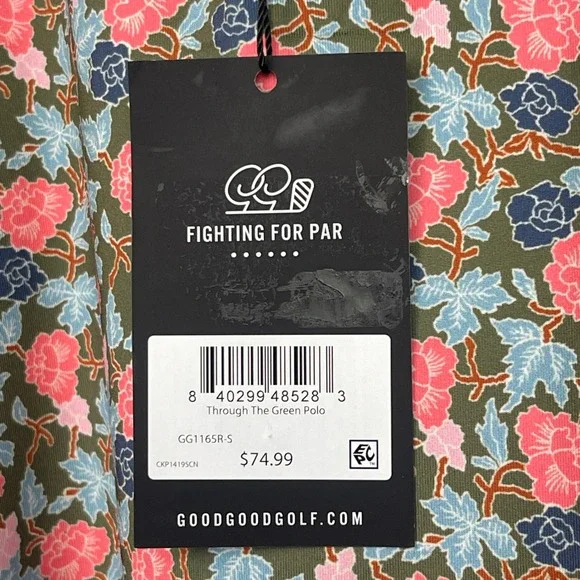 FIGHTING FOR PAR
8 40299 48528 3
Through The Green Polo
GG1165R-S
CKP1419SCN
$74.99
GOODGOODGOLF.COM